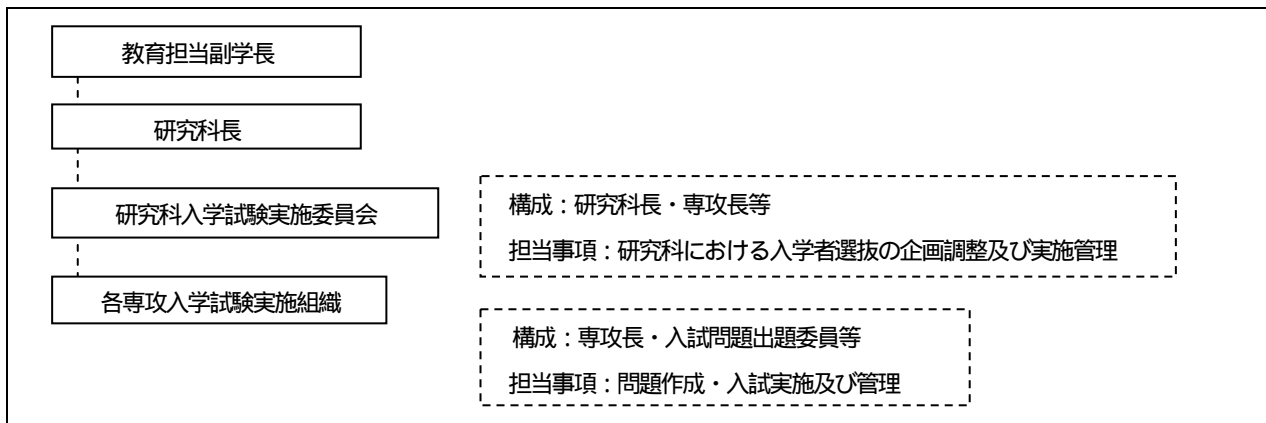 教育担当副学長
研究科長
研究科入学試験実施委員会
構成：研究科長・専攻長等
担当事項：研究科における入学者選抜の企画調整及び実施管理
各専攻入学試験実施組織
構成：専攻長・入試問題出題委員等
担当事項：問題作成・入試実施及び管理